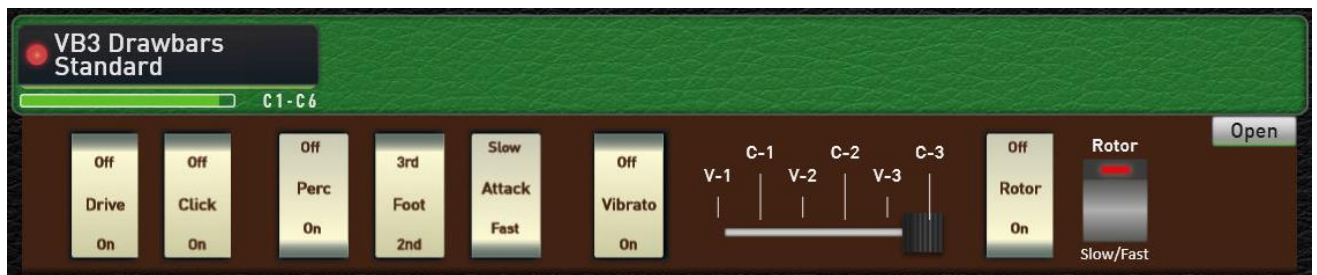 VB3 Drawbars
Standard
C1-C6
Open
Off
Drive
On
Off
Click
On
Off
Perc
On
3rd
Foot
2nd
Slow
Attack
Fast
Off
Vibrato
On
V-1
C-1
V-2
C-2
V-3
C-3
Off
Rotor
On
Rotor
Slow/Fast